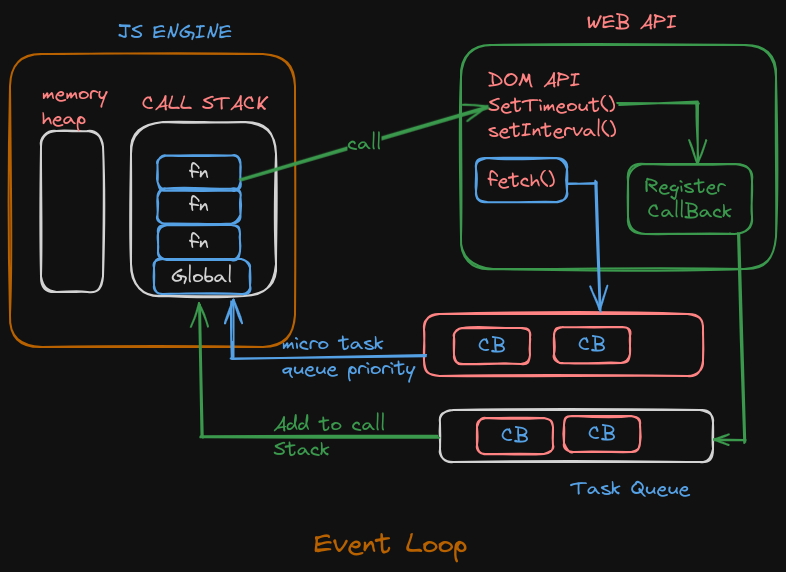 JS ENGINE
WEB API
memory
heap
CALL STACK
DOM API
SetTimeout()
setInterval()
call
fn
fn
fn
Global
fetch()
Register
CallBack
micro task
queue priority
CB
CB
Add to call
Stack
CB
CB
Task Queue
Event Loop